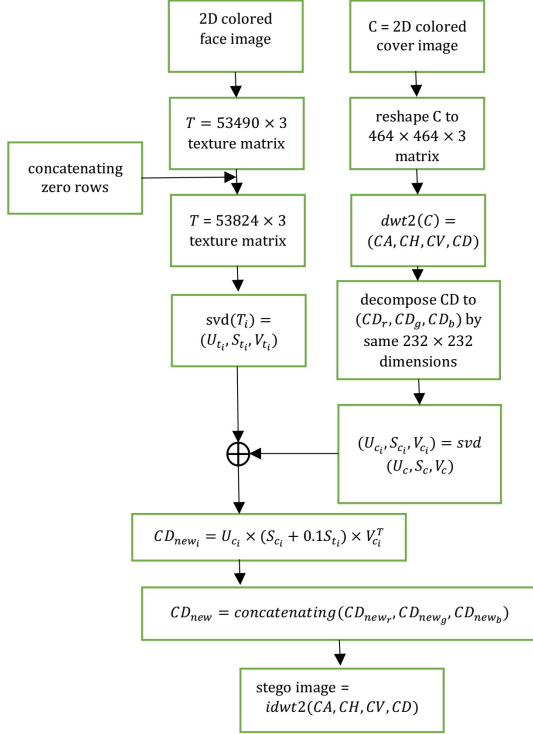 2D colored
face image
C = 2D colored
cover image
T = 53490 × 3
texture matrix
reshape C to
464 × 464 × 3
matrix
concatenating
zero rows
T = 53824 × 3
texture matrix
dwt2(C) =
(CA, CH, CV, CD)
svd(T_i) =
(U_{t_i}, S_{t_i}, V_{t_i})
decompose CD to
(CD_r, CD_g, CD_b) by
same 232 × 232
dimensions
(U_{c_i}, S_{c_i}, V_{c_i}) = svd
(U_c, S_c, V_c)
CD_{new_i} = U_{c_i} × (S_{c_i} + 0.1S_{t_i}) × V_{c_i}^T
CD_{new} = concatenating(CD_{new_r}, CD_{new_g}, CD_{new_b})
stego image =
idwt2(CA, CH, CV, CD)